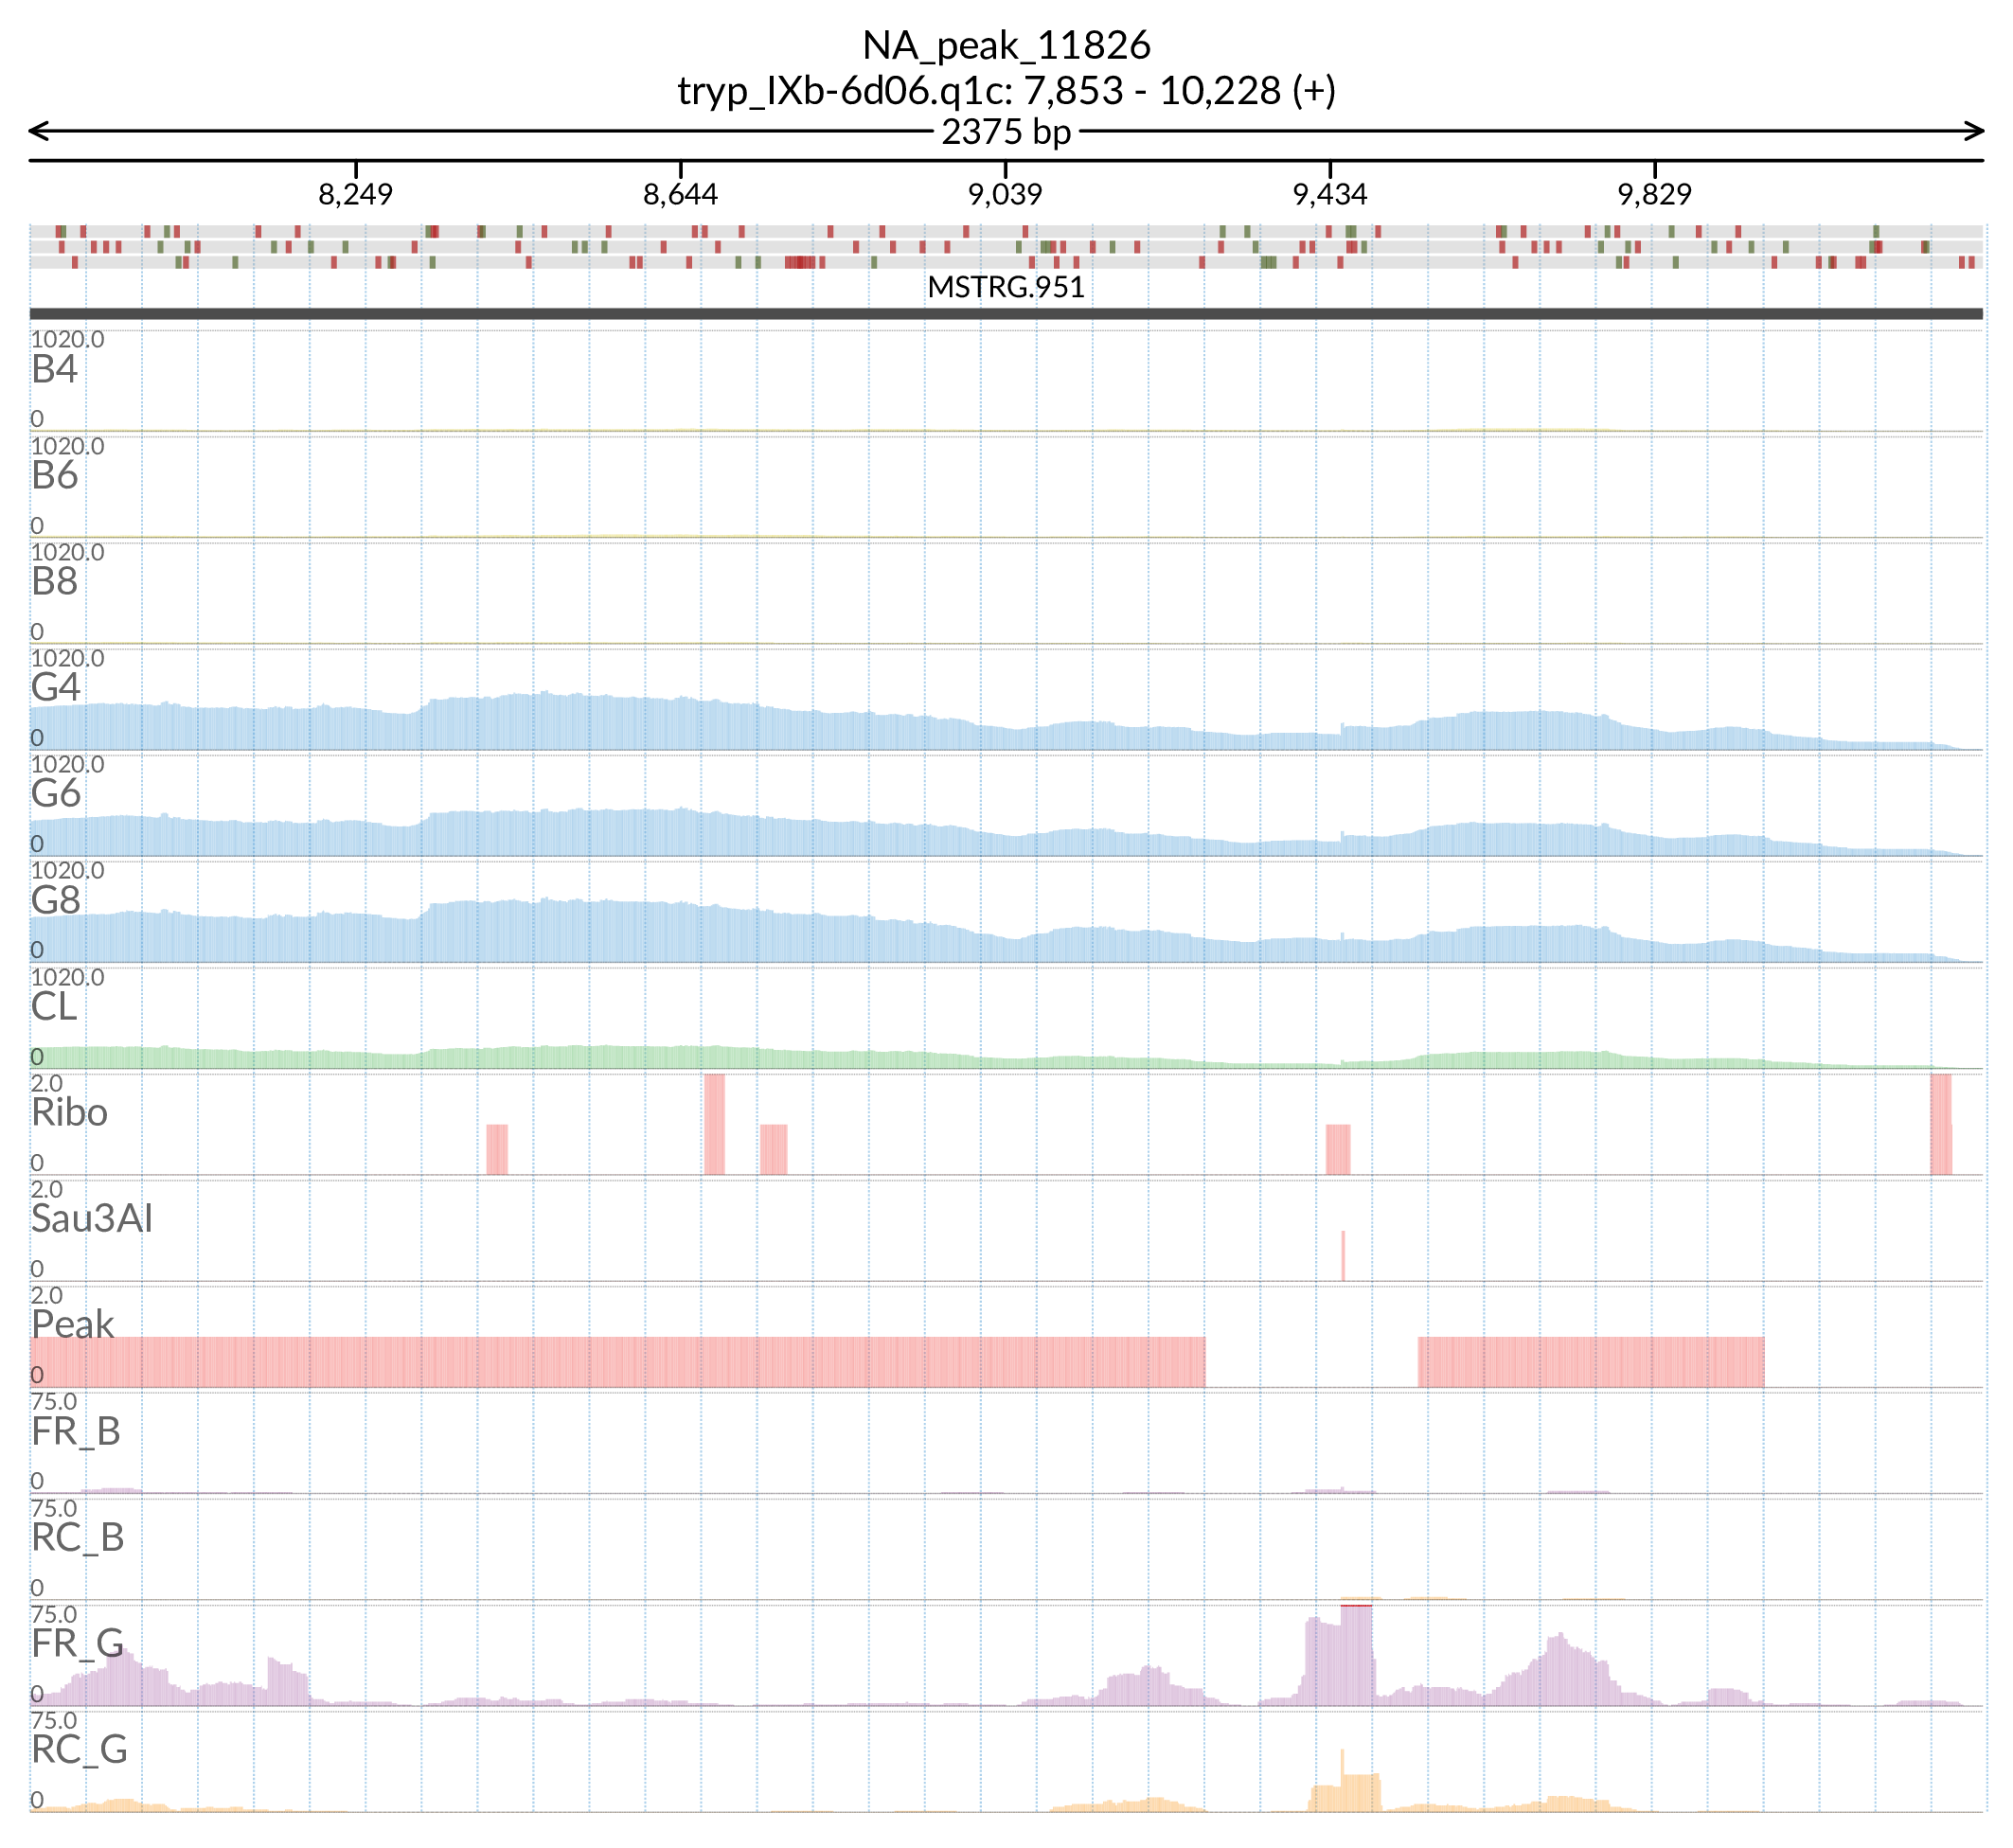 NA_peak_11826
tryp_IXb-6d06.q1c: 7,853 - 10,228 (+)
2375 bp
8,249 8,644 9,039 9,434 9,829
MSTRG.951
1020.0
B4
0
1020.0
B6
0
1020.0
B8
0
1020.0
G4
0
1020.0
G6
0
1020.0
G8
0
1020.0
CL
0
2.0
Ribo
0
2.0
Sau3AI
0
2.0
Peak
0
75.0
FR_B
0
75.0
RC_B
0
75.0
FR_G
0
75.0
RC_G
0